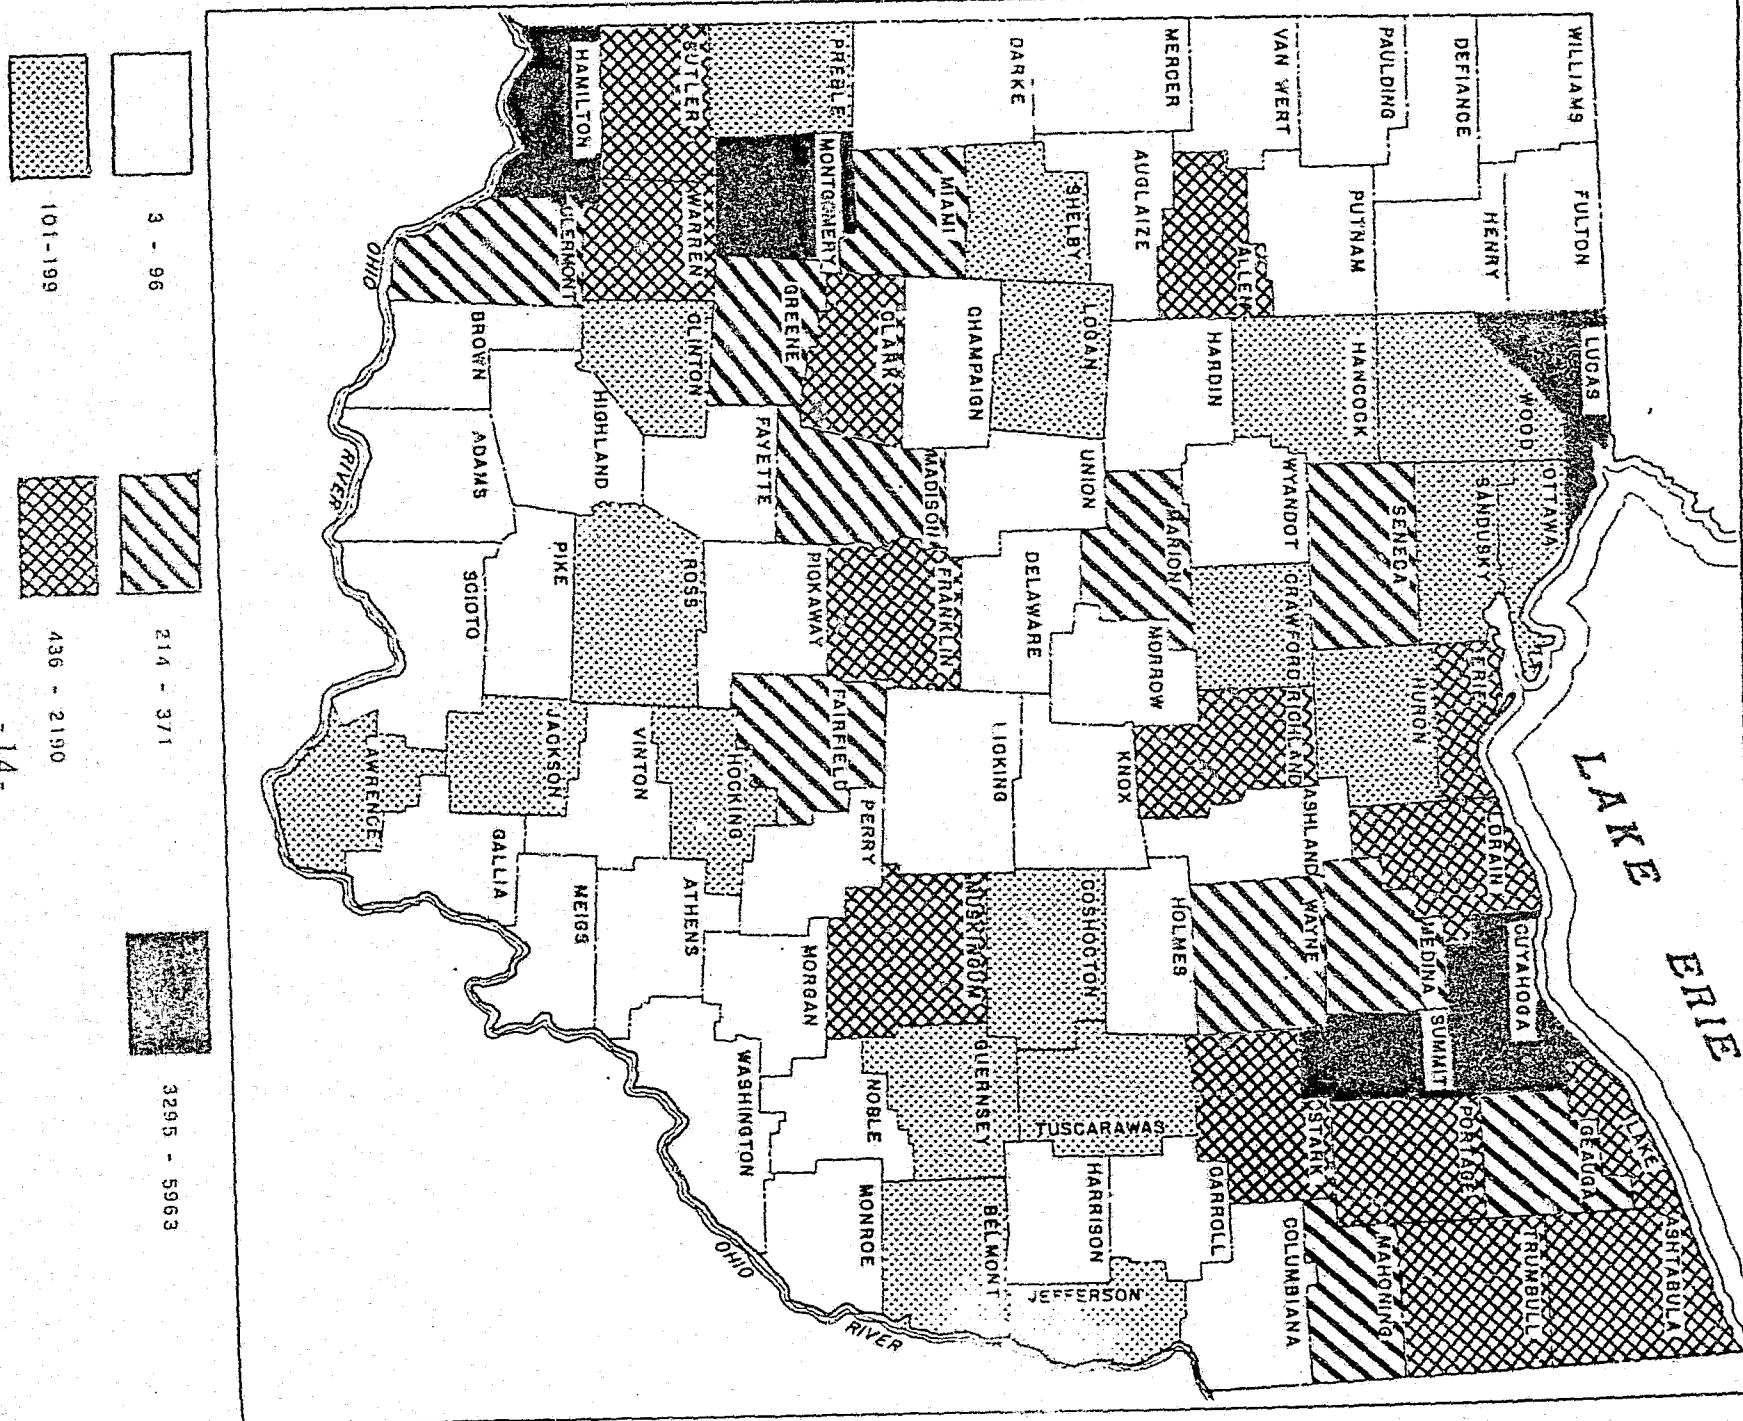 WILLIAMS
FULTON
LUCAS
OTTAWA
DEFIANCE
HENRY
WOOD
SANDUSKY
ERIE
LORAIN
CUYAHOGA
LAKE
GEAUGA
ASHTABULA
TRUMBULL
PAULDING
PUTNAM
HANCOCK
SENECA
HURON
MEDINA
SUMMIT
PORTAGE
MAHONING
VAN WERT
ALLEN
WYANDOT
CRAWFORD
RICHLAND
ASHLAND
WAYNE
STARK
COLUMBIANA
MERCER
AUGLAIZE
HARDIN
MARION
MORROW
KNOX
HOLMES
TUSCARAWAS
CARROLL
JEFFERSON
DARKE
SHELBY
LOGAN
UNION
DELAWARE
LICKING
COSHOCTON
HARRISON
MIAMI
CHAMPAIGN
MADISON
FRANKLIN
MUSKINGUM
GUERNSEY
BELMONT
PREBLE
MONTGOMERY
CLARK
GREENE
FAYETTE
PICKAWAY
FAIRFIELD
PERRY
MORGAN
NOBLE
MONROE
BUTLER
WARREN
CLINTON
ROSS
HOCKING
ATHENS
WASHINGTON
HAMILTON
CLERMONT
HIGHLAND
PIKE
VINTON
MEIGS
BROWN
ADAMS
SCIOTO
JACKSON
GALLIA
LAWRENCE
LAKE ERIE
OHIO
RIVER
OHIO
RIVER
3 - 96
214 - 371
3295 - 5963
101-199
436 - 2190
-14-